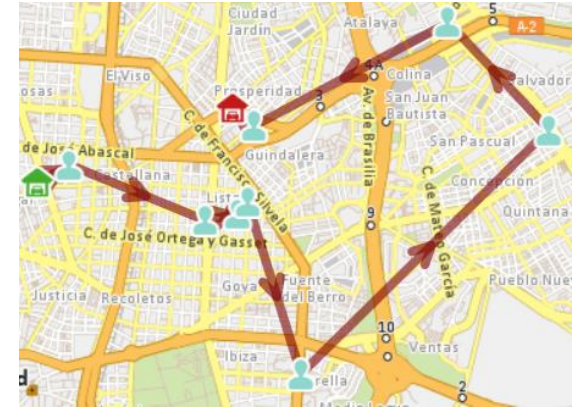 Ciudad
Jardín
Atalaya
5
A-2
El Viso
4A
Colina
Salvador
Prosperidad
3
San Juan
Bautista
osas
C. de Francisco Silvela
Av. de Brasilia
San Pascual
Guindalera
de José Abascal
Castellana
Concepción
C. de Mateo García
Lista
9
Quintana
C. de José Ortega y Gasset
Goya
Fuente
del Berro
Pueblo Nuev
Justicia
Recoletos
10
Ventas
Ibiza
rella
d
2